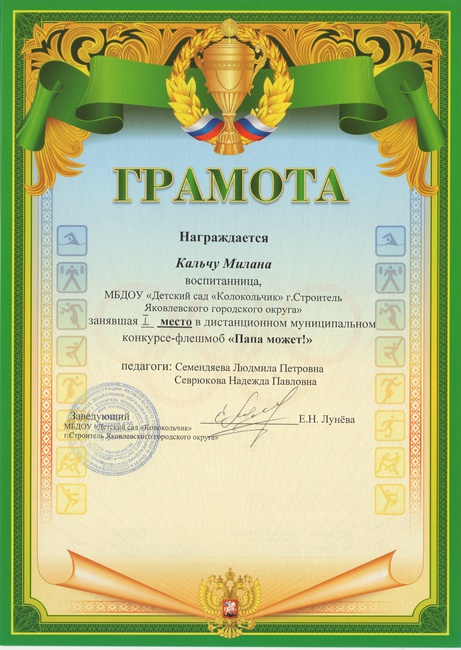 ГРАМОТА
Награждается
Кальчу Милана
воспитанница,
МБДОУ «Детский сад «Колокольчик» г.Строитель
Яковлевского городского округа»
занявшая I место в дистанционном муниципальном
конкурсе-флешмоб «Папа может!»
педагоги: Семендяева Людмила Петровна
Севрюкова Надежда Павловна
Заведующий
МБДОУ «Детский сад «Колокольчик»
г.Строитель Яковлевского городского округа»
Е.Н. Лунёва